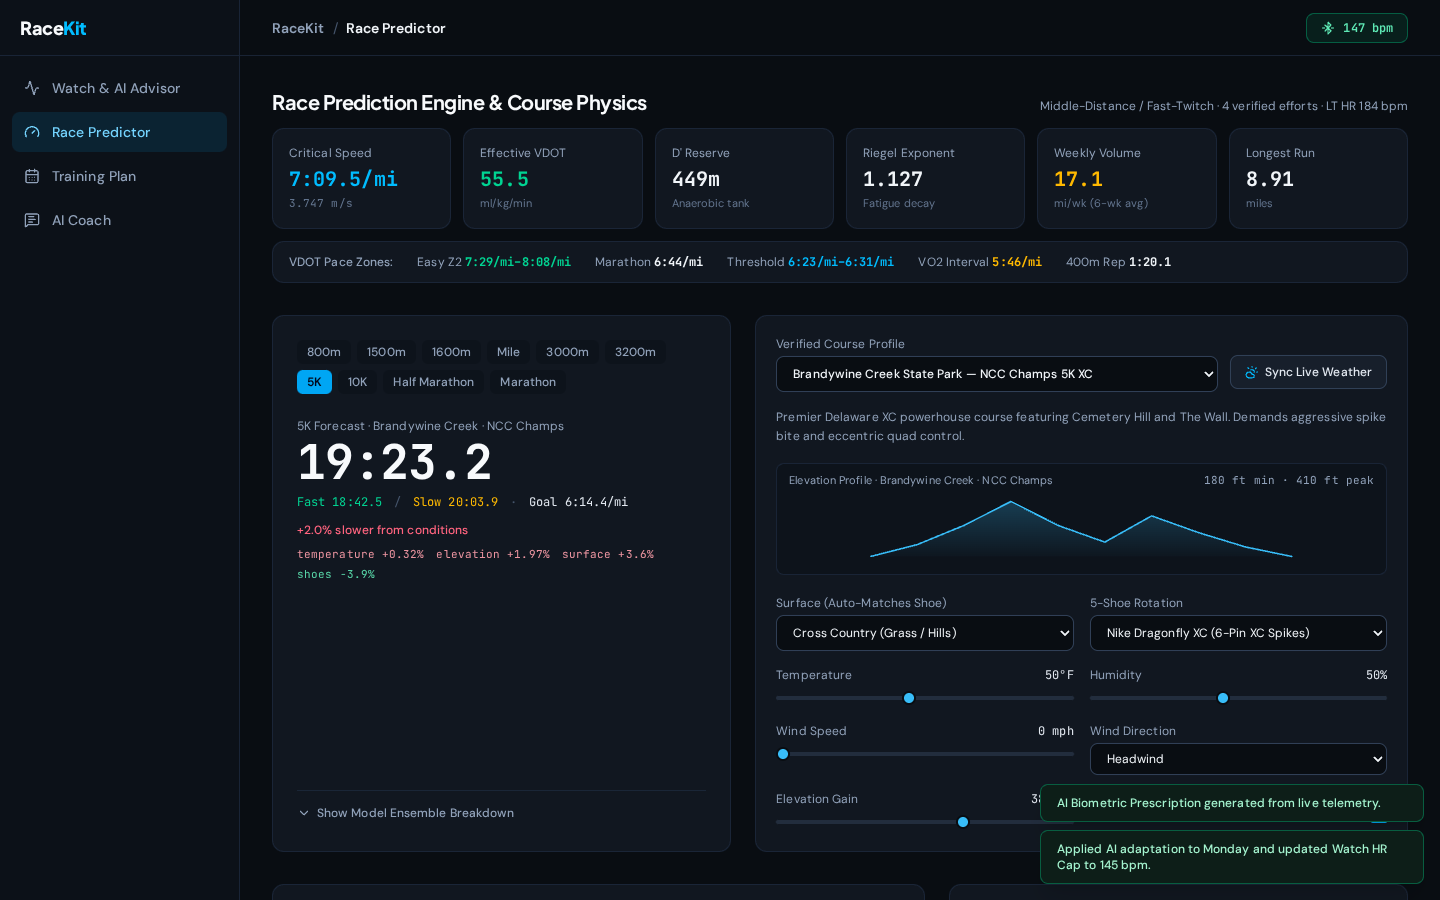 RaceKit
RaceKit / Race Predictor
147 bpm
Watch & AI Advisor
Race Predictor
Training Plan
AI Coach
Race Prediction Engine & Course Physics
Middle-Distance / Fast-Twitch · 4 verified efforts · LT HR 184 bpm
Critical Speed
7:09.5/mi
3.747 m/s
Effective VDOT
55.5
ml/kg/min
D' Reserve
449m
Anaerobic tank
Riegel Exponent
1.127
Fatigue decay
Weekly Volume
17.1
mi/wk (6-wk avg)
Longest Run
8.91
miles
VDOT Pace Zones: Easy Z2 7:29/mi–8:08/mi Marathon 6:44/mi Threshold 6:23/mi–6:31/mi VO2 Interval 5:46/mi 400m Rep 1:20.1
800m 1500m 1600m Mile 3000m 3200m
5K 10K Half Marathon Marathon
5K Forecast · Brandywine Creek · NCC Champs
19:23.2
Fast 18:42.5 / Slow 20:03.9 · Goal 6:14.4/mi
+2.0% slower from conditions
temperature +0.32% elevation +1.97% surface +3.6%
shoes -3.9%
Show Model Ensemble Breakdown
Verified Course Profile
Brandywine Creek State Park — NCC Champs 5K XC
Sync Live Weather
Premier Delaware XC powerhouse course featuring Cemetery Hill and The Wall. Demands aggressive spike
bite and eccentric quad control.
Elevation Profile · Brandywine Creek · NCC Champs
180 ft min · 410 ft peak
Surface (Auto-Matches Shoe)
Cross Country (Grass / Hills)
5-Shoe Rotation
Nike Dragonfly XC (6-Pin XC Spikes)
Temperature 50°F
Humidity 50%
Wind Speed 0 mph
Wind Direction
Headwind
Elevation Gain
AI Biometric Prescription generated from live telemetry.
Applied AI adaptation to Monday and updated Watch HR
Cap to 145 bpm.